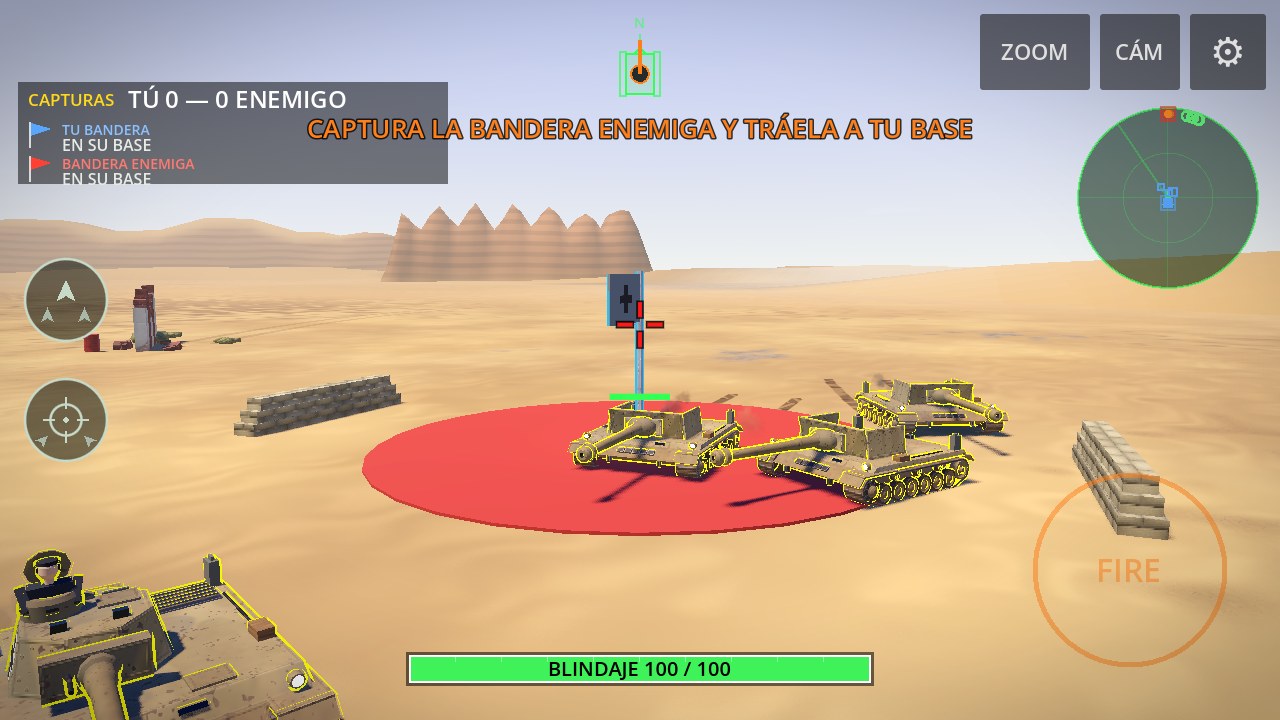 N
ZOOM
CÁM
CAPTURAS TÚ 0 — 0 ENEMIGO
TU BANDERA
EN SU BASE
BANDERA ENEMIGA
EN SU BASE
CAPTURA LA BANDERA ENEMIGA Y TRÁELA A TU BASE
FIRE
BLINDAJE 100 / 100